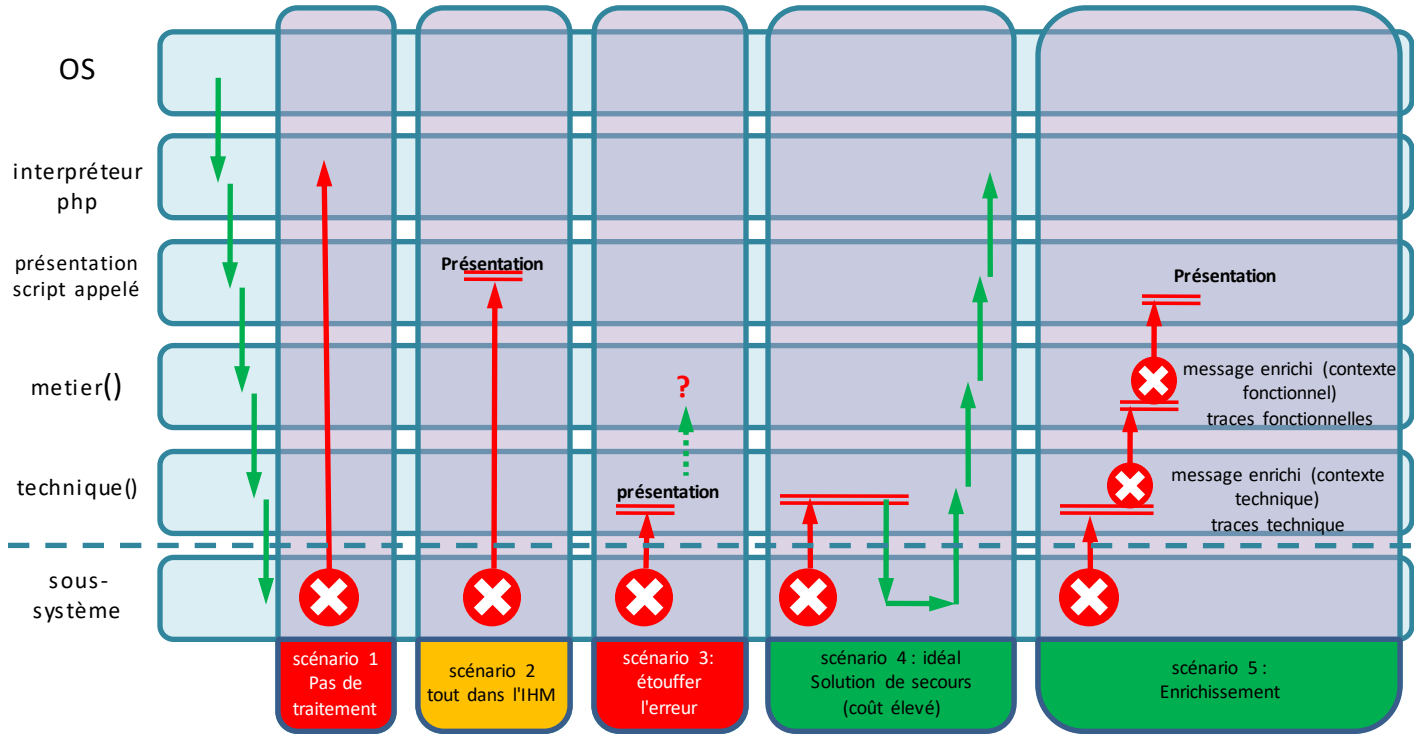 OS
interpréteur
php
présentation
script appelé
metier()
technique()
sous-
système
Présentation
?
présentation
Présentation
message enrichi (contexte
fonctionnel)
traces fonctionnelles
message enrichi (contexte
technique)
traces technique
scénario 1
Pas de
traitement
scénario 2
tout dans l'IHM
scénario 3:
étouffer
l'erreur
scénario 4 : idéal
Solution de secours
(coût élevé)
scénario 5 :
Enrichissement